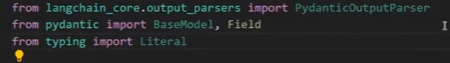 from langchain_core.output_parsers import PydanticOutputParser
from pydantic import BaseModel, Field
from typing import Literal